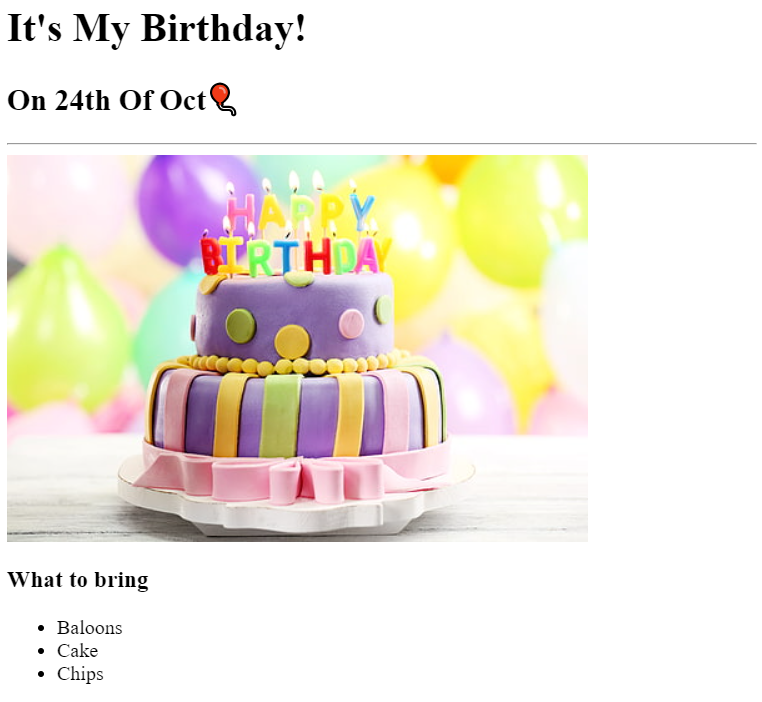 It's My Birthday!
On 24th Of Oct🎈
HAPPY
BIRTHDAY
What to bring
Baloons
Cake
Chips